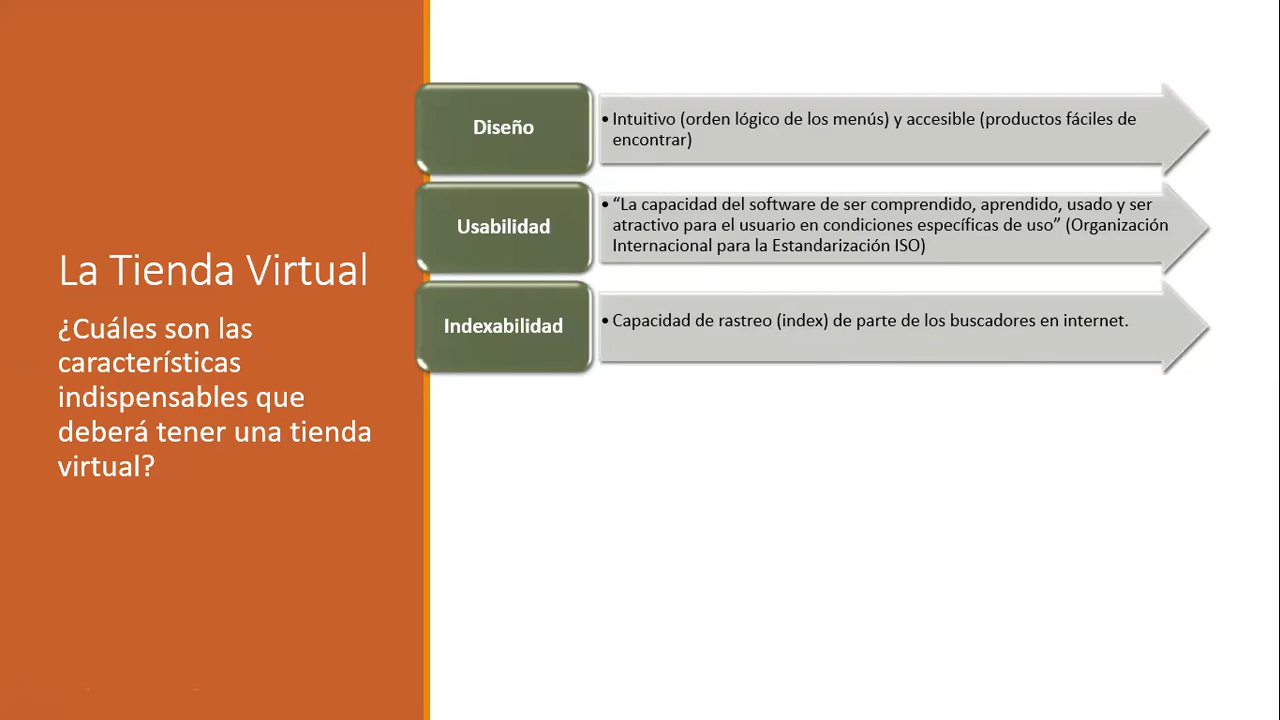 La Tienda Virtual
¿Cuáles son las
características
indispensables que
deberá tener una tienda
virtual?
Diseño
• Intuitivo (orden lógico de los menús) y accesible (productos fáciles de
encontrar)
Usabilidad
• “La capacidad del software de ser comprendido, aprendido, usado y ser
atractivo para el usuario en condiciones específicas de uso” (Organización
Internacional para la Estandarización ISO)
Indexabilidad
• Capacidad de rastreo (index) de parte de los buscadores en internet.